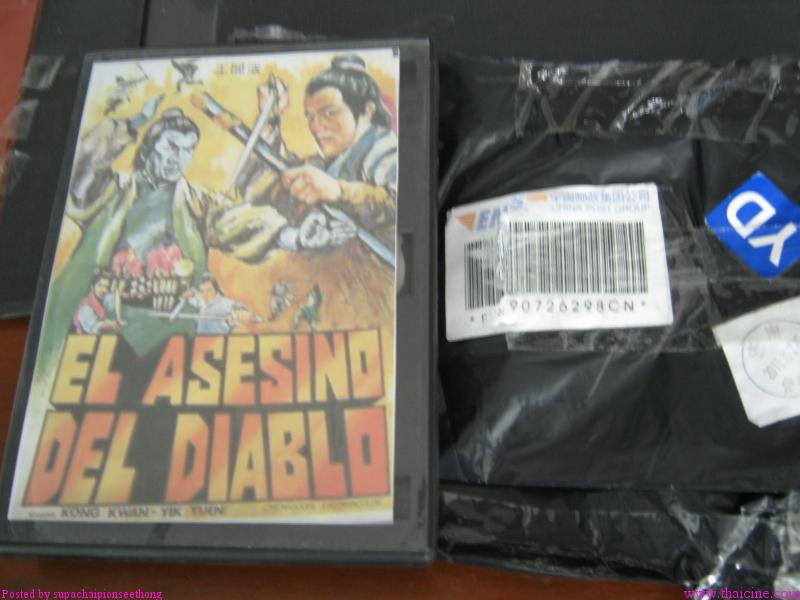 EL ASESINO
DEL DIABLO
KONG KWAN - YIK YUEN
EMS
CHINA POST GROUP
90726298CN*
YD
Posted by supachaipionseethong
www.thaicine.com